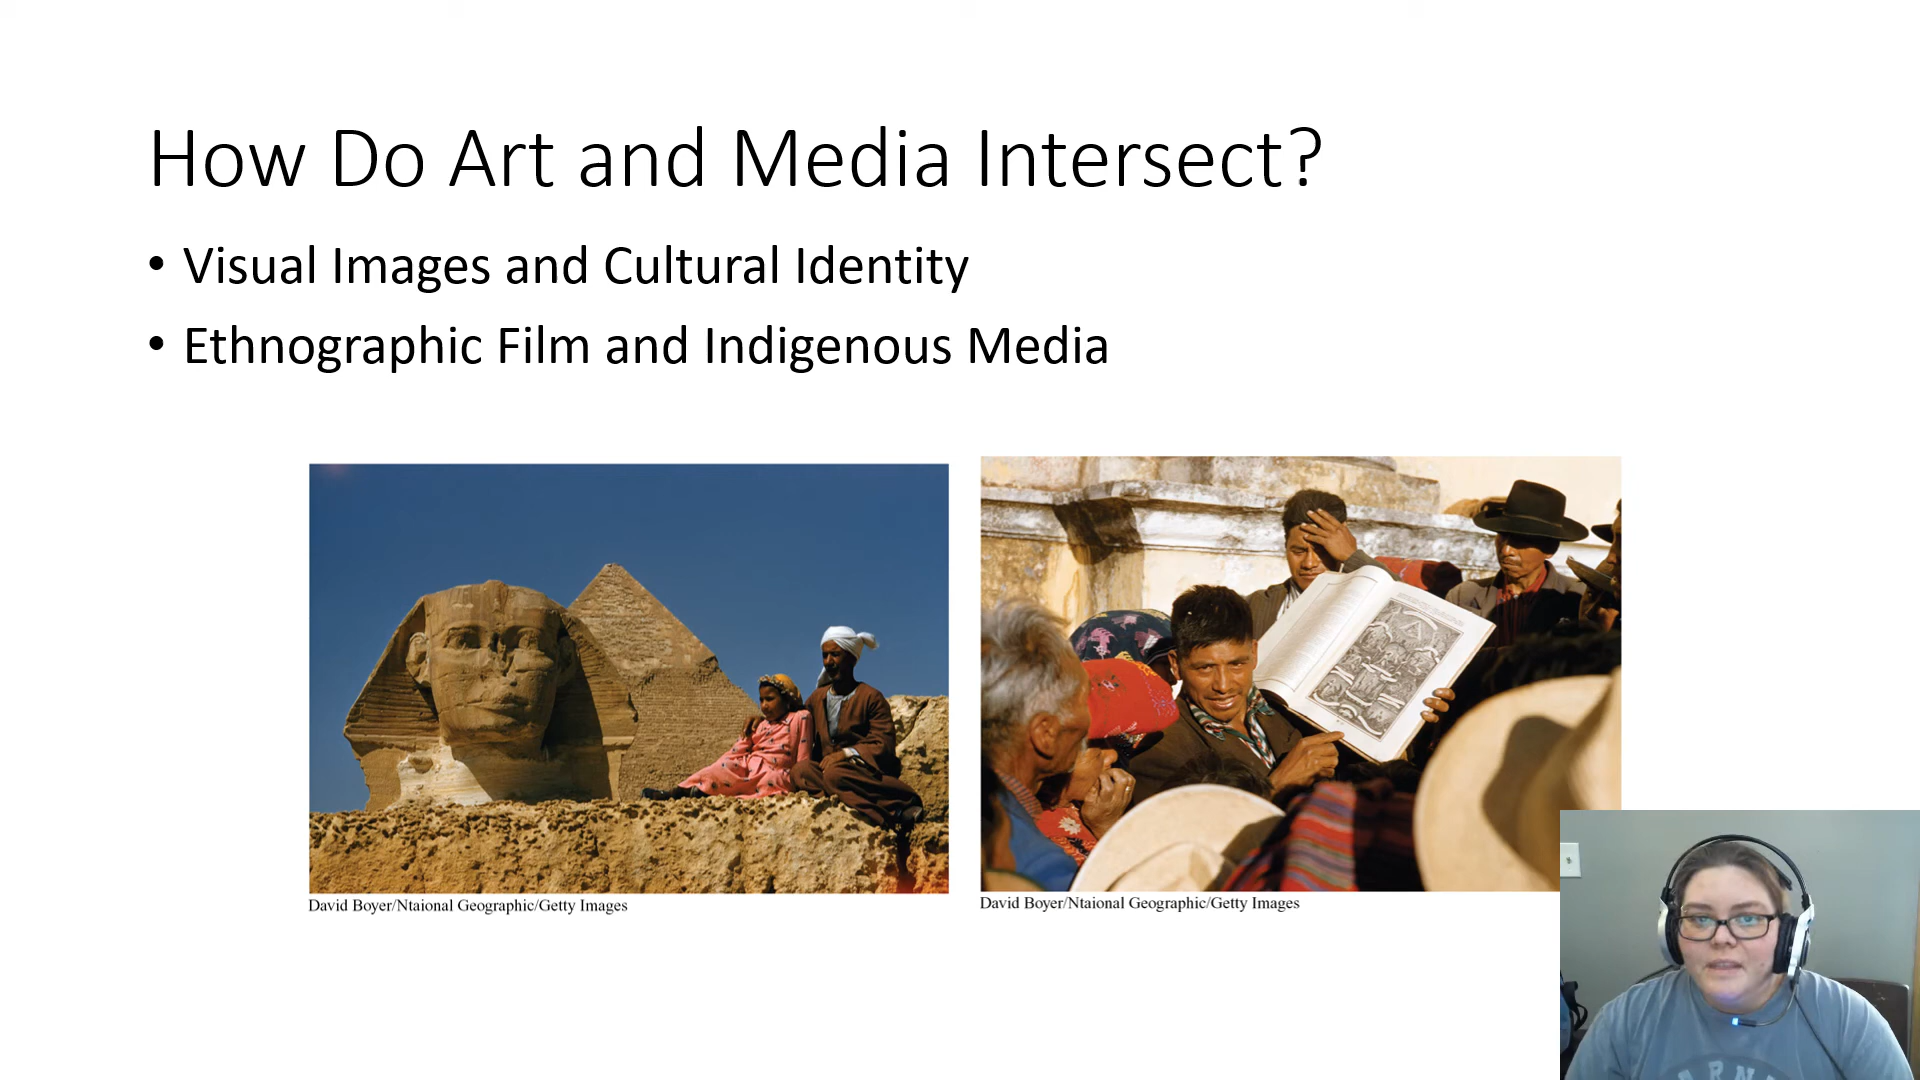 How Do Art and Media Intersect?
• Visual Images and Cultural Identity
• Ethnographic Film and Indigenous Media
David Boyer/Ntaional Geographic/Getty Images
David Boyer/Ntaional Geographic/Getty Images